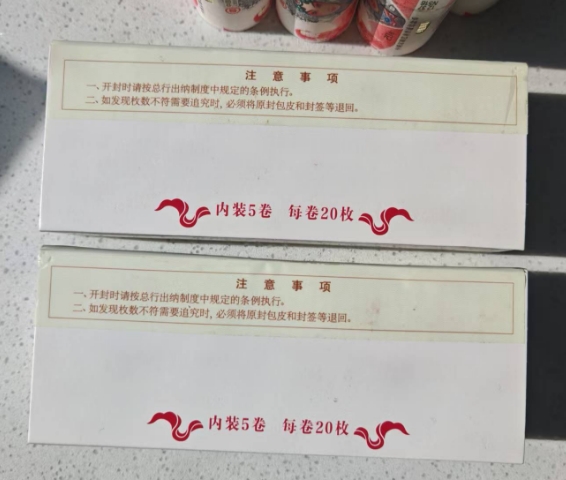 注意事项
一、开封时请按总行出纳制度中规定的条例执行。
二、如发现枚数不符需要追究时, 必须将原封包皮和封签等退回。
内装5卷 每卷20枚
注意事项
一、开封时请按总行出纳制度中规定的条例执行。
二、如发现枚数不符需要追究时, 必须将原封包皮和封签等退回。
内装5卷 每卷20枚